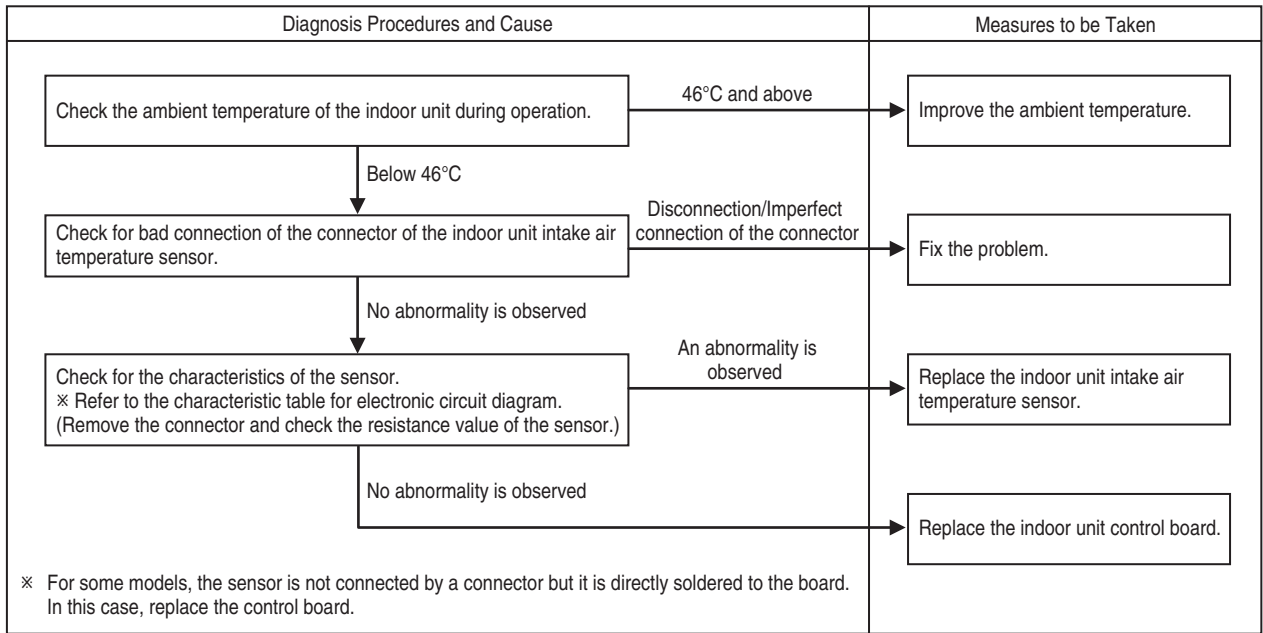 Diagnosis Procedures and Cause
Measures to be Taken
Check the ambient temperature of the indoor unit during operation.
46°C and above
Improve the ambient temperature.
Below 46°C
Check for bad connection of the connector of the indoor unit intake air
temperature sensor.
Disconnection/Imperfect
connection of the connector
Fix the problem.
No abnormality is observed
Check for the characteristics of the sensor.
※ Refer to the characteristic table for electronic circuit diagram.
(Remove the connector and check the resistance value of the sensor.)
An abnormality is
observed
Replace the indoor unit intake air
temperature sensor.
No abnormality is observed
Replace the indoor unit control board.
※ For some models, the sensor is not connected by a connector but it is directly soldered to the board.
In this case, replace the control board.